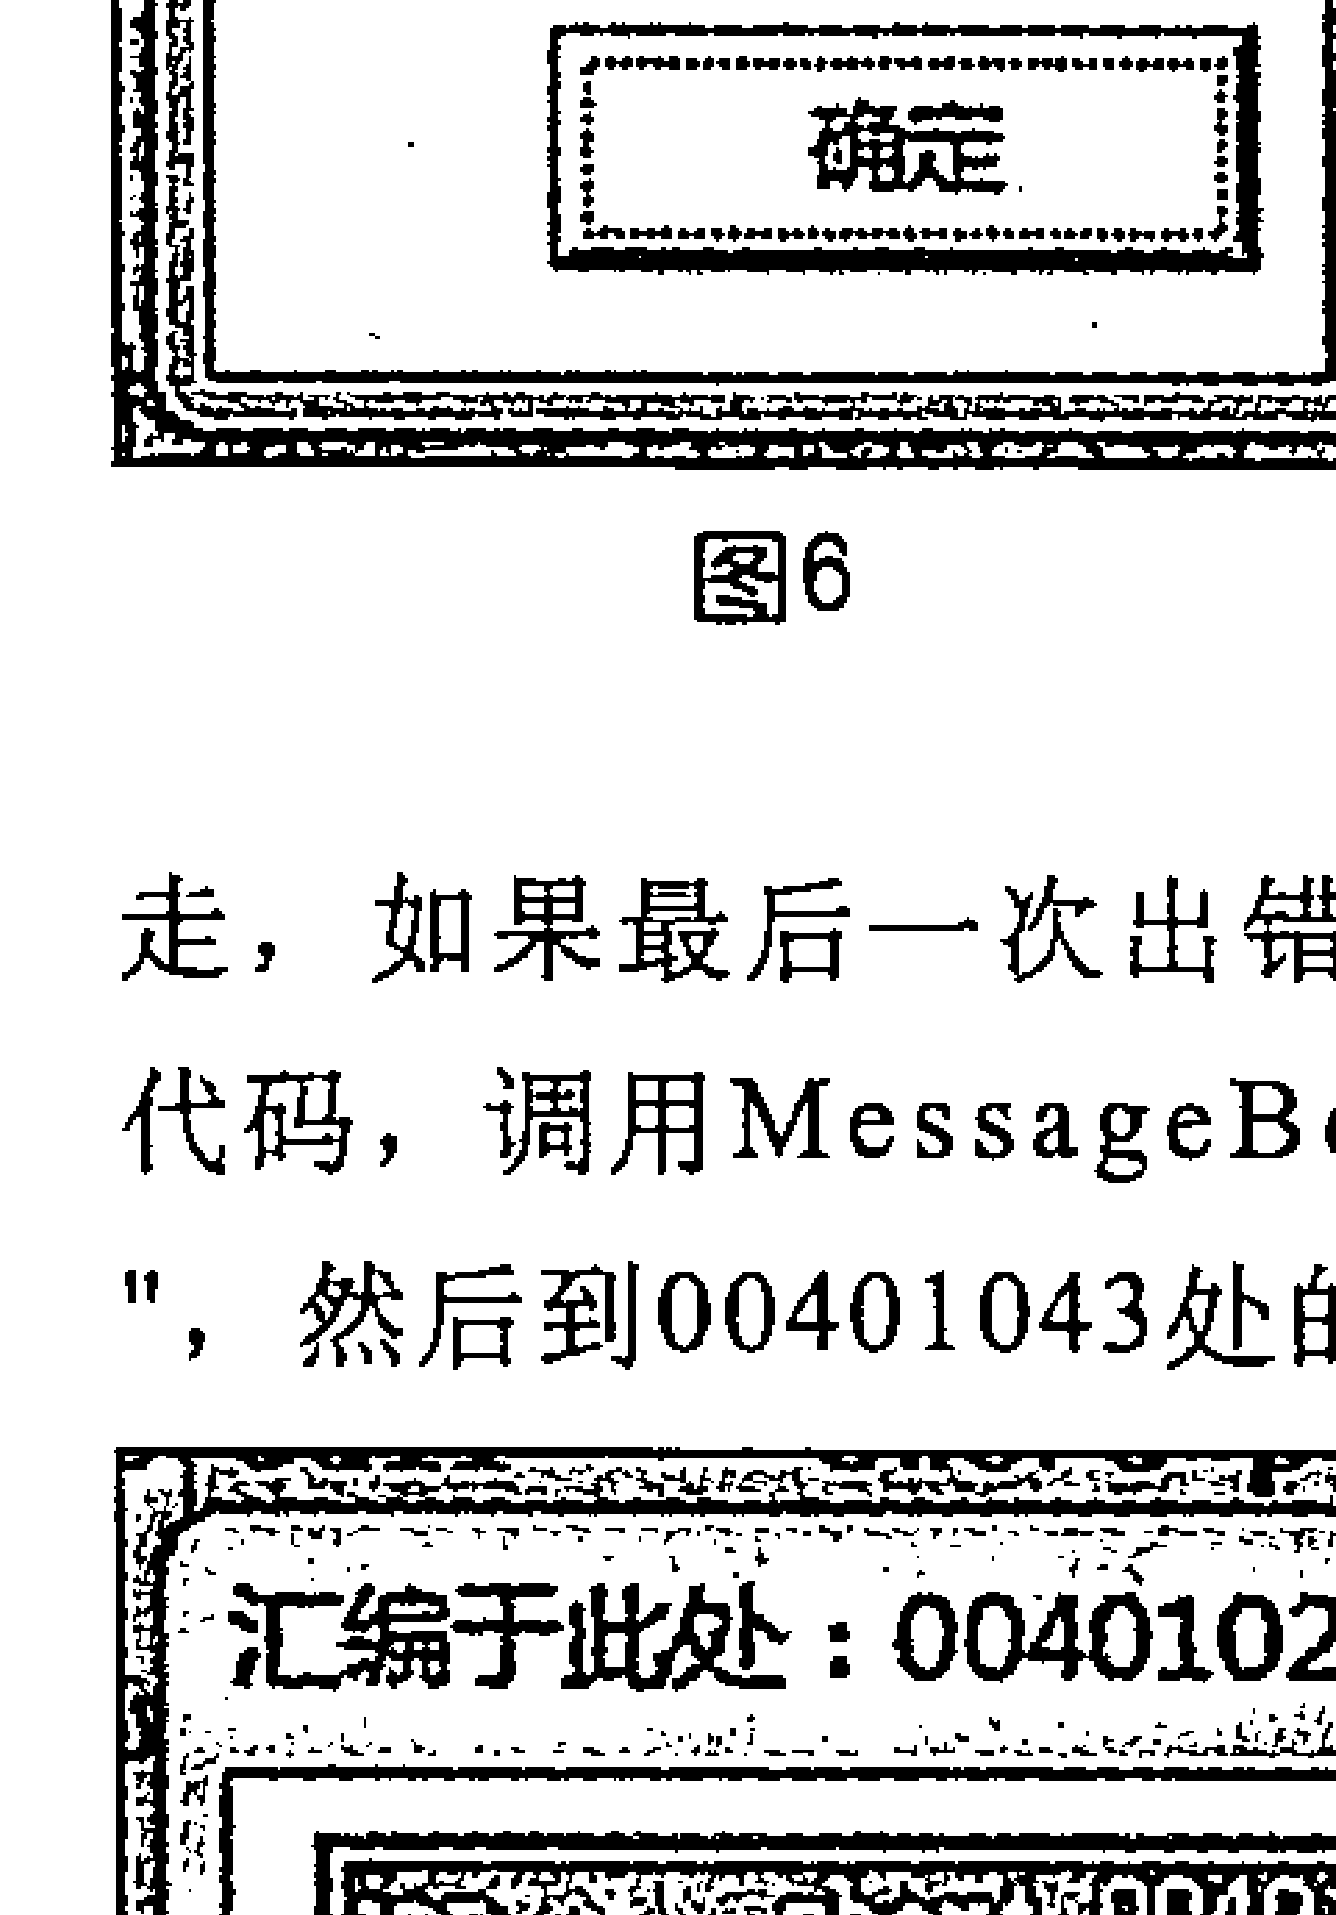 确定
图6
走，如果最后一次出错
代码，调用MessageB
"，然后到00401043处的
汇编于此处：0040102